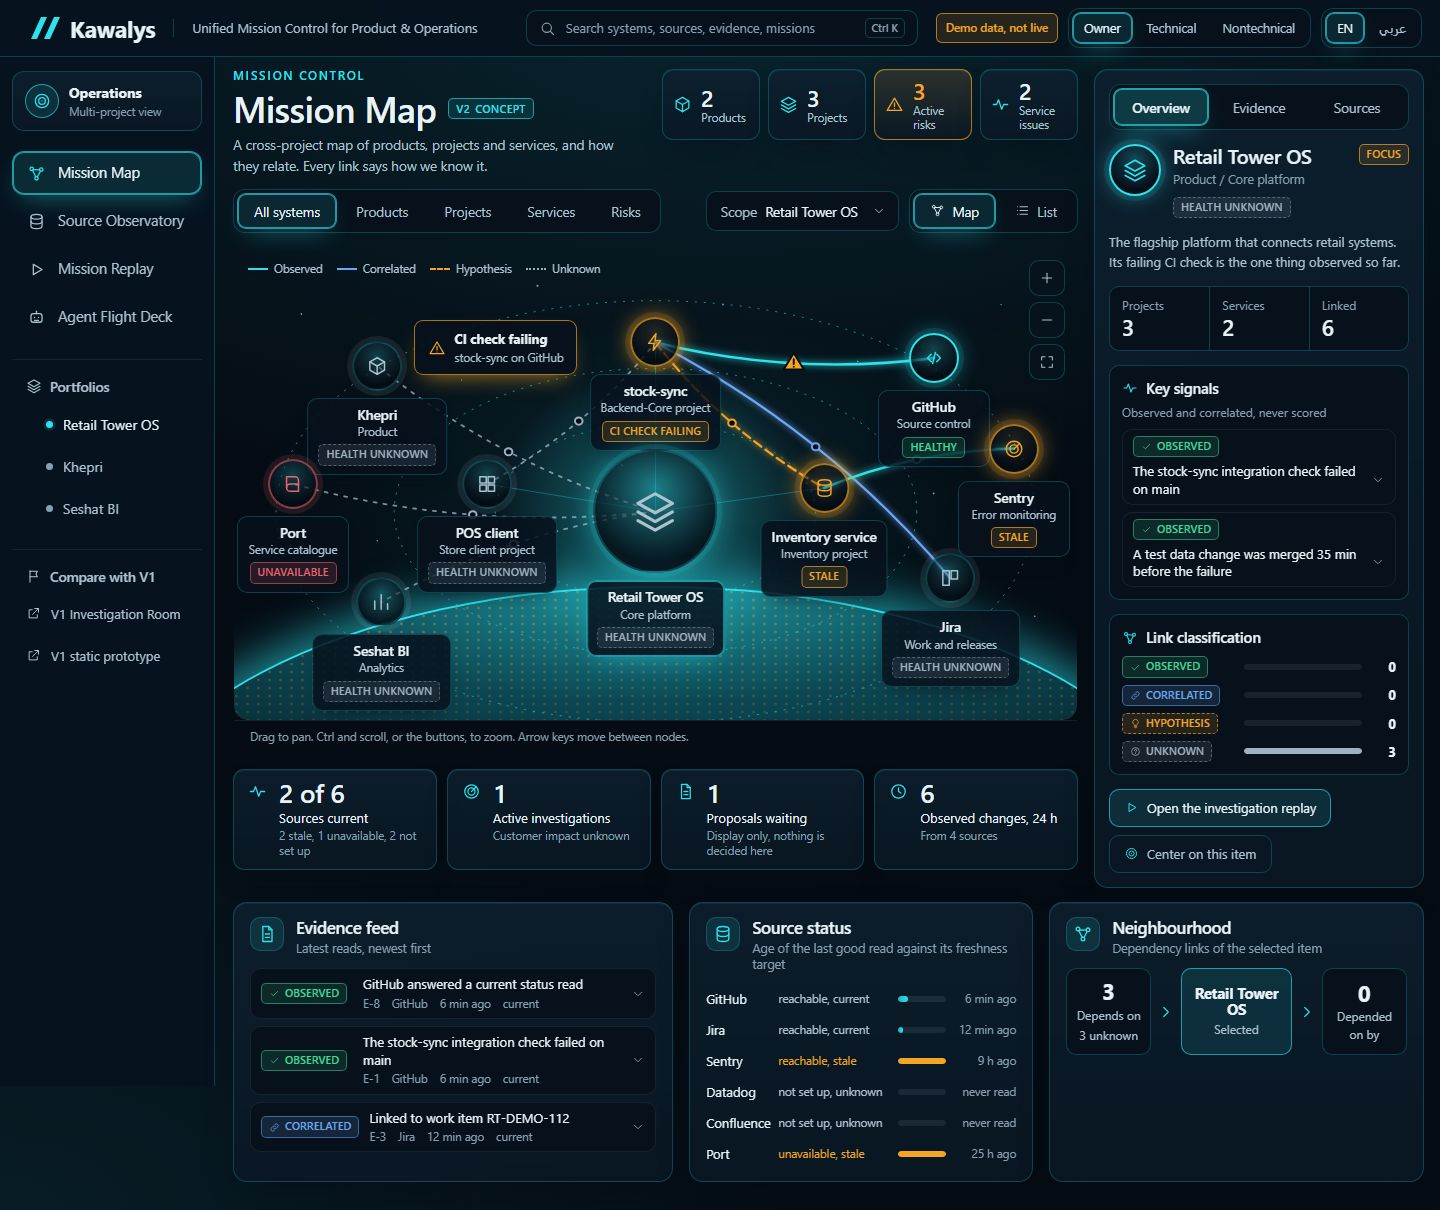 Kawalys
Unified Mission Control for Product & Operations
Search systems, sources, evidence, missions
Ctrl K
Demo data, not live
Owner
Technical
Nontechnical
EN
عربي
Operations
Multi-project view
Mission Map
Source Observatory
Mission Replay
Agent Flight Deck
Portfolios
Retail Tower OS
Khepri
Seshat BI
Compare with V1
V1 Investigation Room
V1 static prototype
MISSION CONTROL
Mission Map
V2 CONCEPT
A cross-project map of products, projects and services, and how
they relate. Every link says how we know it.
2
Products
3
Projects
3
Active
risks
2
Service
issues
All systems
Products
Projects
Services
Risks
Scope Retail Tower OS
Map
List
Observed
Correlated
Hypothesis
Unknown
CI check failing
stock-sync on GitHub
Khepri
Product
HEALTH UNKNOWN
stock-sync
Backend-Core project
CI CHECK FAILING
GitHub
Source control
HEALTHY
Sentry
Error monitoring
STALE
Port
Service catalogue
UNAVAILABLE
POS client
Store client project
HEALTH UNKNOWN
Inventory service
Inventory project
STALE
Retail Tower OS
Core platform
HEALTH UNKNOWN
Seshat BI
Analytics
HEALTH UNKNOWN
Jira
Work and releases
HEALTH UNKNOWN
Drag to pan. Ctrl and scroll, or the buttons, to zoom. Arrow keys move between nodes.
2 of 6
Sources current
2 stale, 1 unavailable, 2 not
set up
1
Active investigations
Customer impact unknown
1
Proposals waiting
Display only, nothing is
decided here
6
Observed changes, 24 h
From 4 sources
Overview
Evidence
Sources
Retail Tower OS
FOCUS
Product / Core platform
HEALTH UNKNOWN
The flagship platform that connects retail systems.
Its failing CI check is the one thing observed so far.
Projects
3
Services
2
Linked
6
Key signals
Observed and correlated, never scored
OBSERVED
The stock-sync integration check failed
on main
OBSERVED
A test data change was merged 35 min
before the failure
Link classification
OBSERVED 0
CORRELATED 0
HYPOTHESIS 0
UNKNOWN 3
Open the investigation replay
Center on this item
Evidence feed
Latest reads, newest first
OBSERVED
GitHub answered a current status read
E-8 GitHub 6 min ago current
OBSERVED
The stock-sync integration check failed on
main
E-1 GitHub 6 min ago current
CORRELATED
Linked to work item RT-DEMO-112
E-3 Jira 12 min ago current
Source status
Age of the last good read against its freshness
target
GitHub reachable, current 6 min ago
Jira reachable, current 12 min ago
Sentry reachable, stale 9 h ago
Datadog not set up, unknown never read
Confluence not set up, unknown never read
Port unavailable, stale 25 h ago
Neighbourhood
Dependency links of the selected item
3
Depends on
3 unknown
Retail Tower
OS
Selected
0
Depended
on by